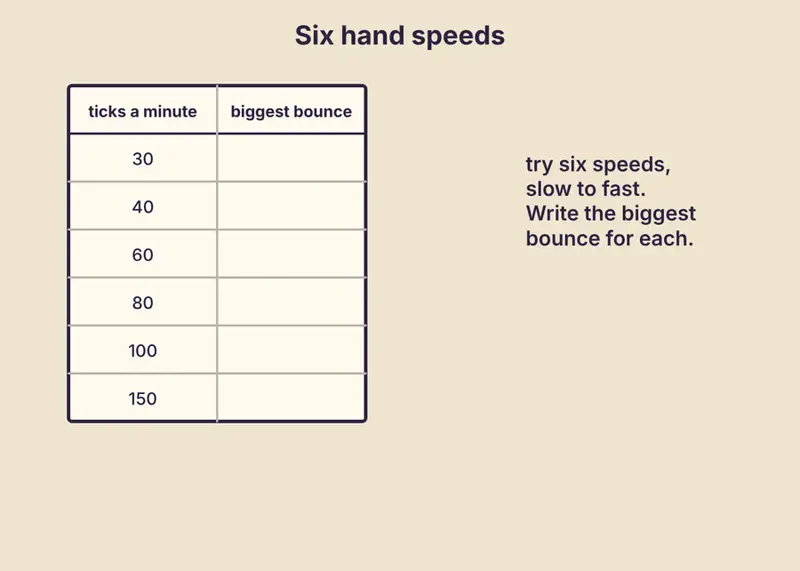 Six hand speeds
ticks a minute biggest bounce
30
40
60
80
100
150
try six speeds,
slow to fast.
Write the biggest
bounce for each.